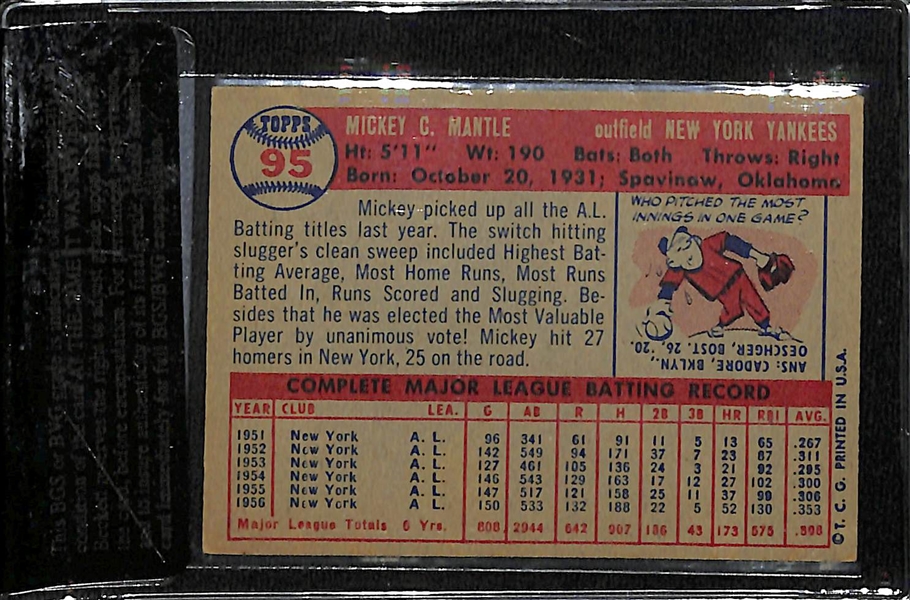 TOPPS
95
MICKEY C. MANTLE outfield NEW YORK YANKEES
Ht: 5'11" Wt: 190 Bats: Both Throws: Right
Born: October 20, 1931; Spavinaw, Oklahoma
Mickey picked up all the A.L.
Batting titles last year. The switch hitting
slugger's clean sweep included Highest Bat-
ting Average, Most Home Runs, Most Runs
Batted In, Runs Scored and Slugging. Be-
sides that he was elected the Most Valuable
Player by unanimous vote! Mickey hit 27
homers in New York, 25 on the road.
WHO PITCHED THE MOST
INNINGS IN ONE GAME?
ANS: CADORE, BKLYN.,
OESCHGER, BOST. 26, '20.
COMPLETE MAJOR LEAGUE BATTING RECORD
YEAR CLUB LEA. G AB R H 2B 3B HR RBI AVG.
1951 New York A. L. 96 341 61 91 11 5 13 65 .267
1952 New York A. L. 142 549 94 171 37 7 23 87 .311
1953 New York A. L. 127 461 105 136 24 3 21 92 .295
1954 New York A. L. 146 543 129 163 17 12 27 102 .300
1955 New York A. L. 147 517 121 158 25 11 37 99 .306
1956 New York A. L. 150 533 132 188 22 5 52 130 .353
Major League Totals 6 Yrs. 808 2944 642 907 136 43 173 575 .308
© T. C. G. PRINTED IN U.S.A.